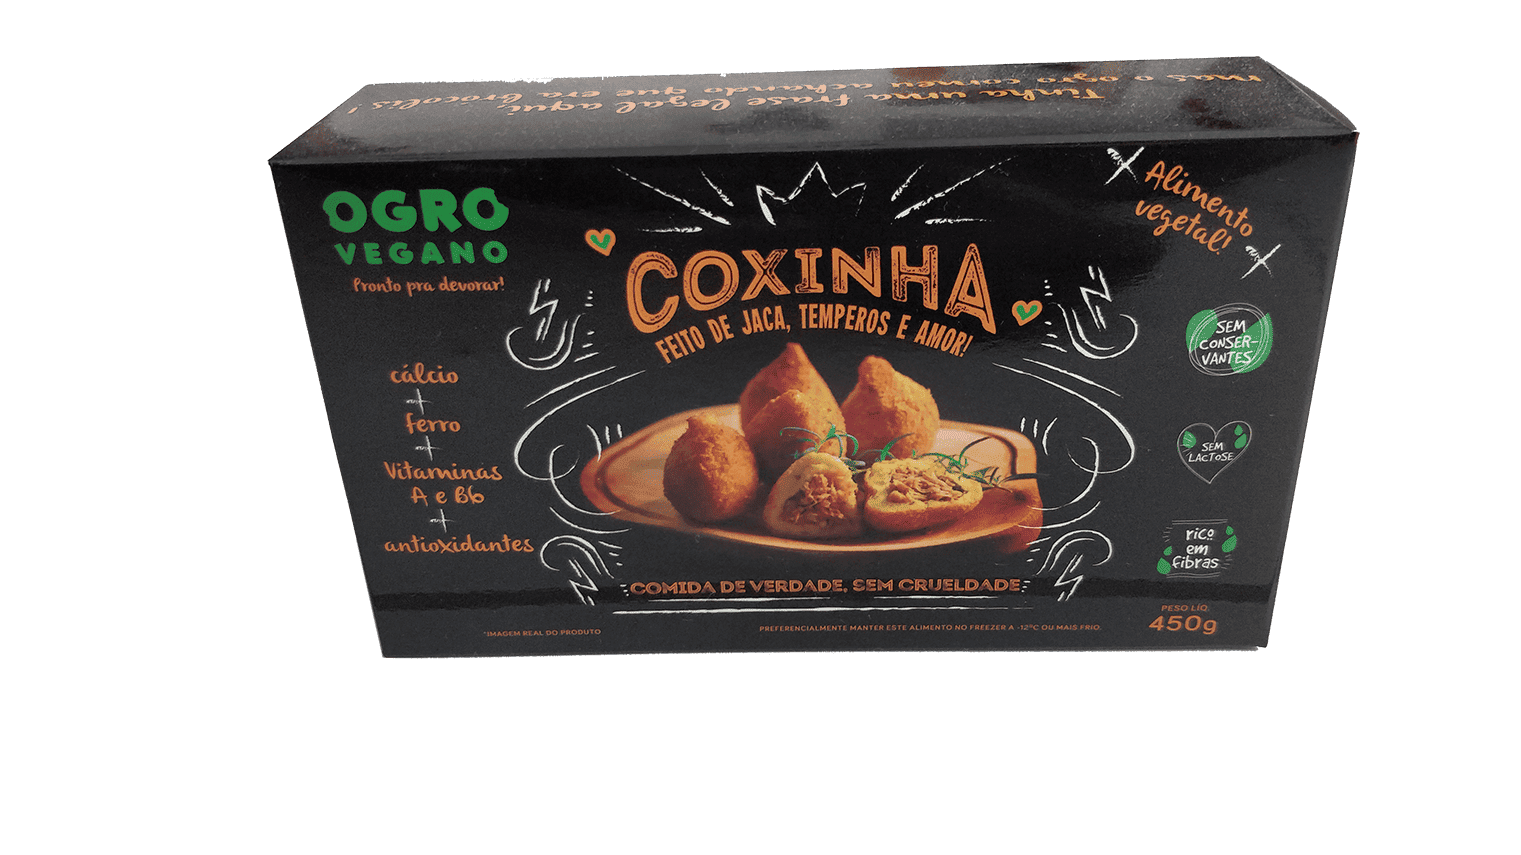 Tinha uma frase legal aqui,
mas o ogro comeu achando que era brocolis!
OGRO
VEGANO
Pronto pra devorar!
Alimento
vegetal!
COXINHA
FEITO DE JACA, TEMPEROS E AMOR!
cálcio
+
ferro
+
Vitaminas
A e B6
+
antioxidantes
SEM
CONSER-
VANTES
SEM
LACTOSE
rico
em
fibras
COMIDA DE VERDADE, SEM CRUELDADE
*IMAGEM REAL DO PRODUTO
PREFERENCIALMENTE MANTER ESTE ALIMENTO NO FREEZER A -12°C OU MAIS FRIO.
PESO LÍQ.
450g